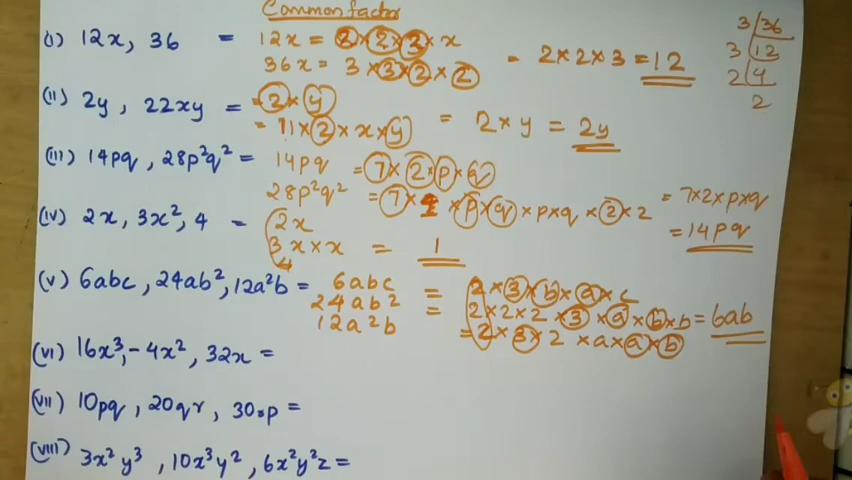 Common factor
(i) 12x, 36 = 12x = 2×2×3×x = 2×2×3 = 12
36x = 3×3×2×2
3 36
3 12
2 4
2
(ii) 2y, 22xy = = 2×y
= 11×2×x×y = 2×y = 2y
(iii) 14pq, 28p²q² = 14pq = 7×2×p×q
28p²q² = 7× ×p×q×p×q×2×2 = 7×2×p×q
= 14pq
(iv) 2x, 3x², 4 = 2x
3x×x = 1
4
(v) 6abc, 24ab², 12a²b = 6abc = 2×3×b×a×c
24ab² = 2×2×2×3×a×b×b = 6ab
12a²b = 2×3×2×a×a×b
(vi) 16x³, -4x², 32x =
(vii) 10pq, 20qr, 30sp =
(viii) 3x²y³, 10x³y², 6x²y²z =